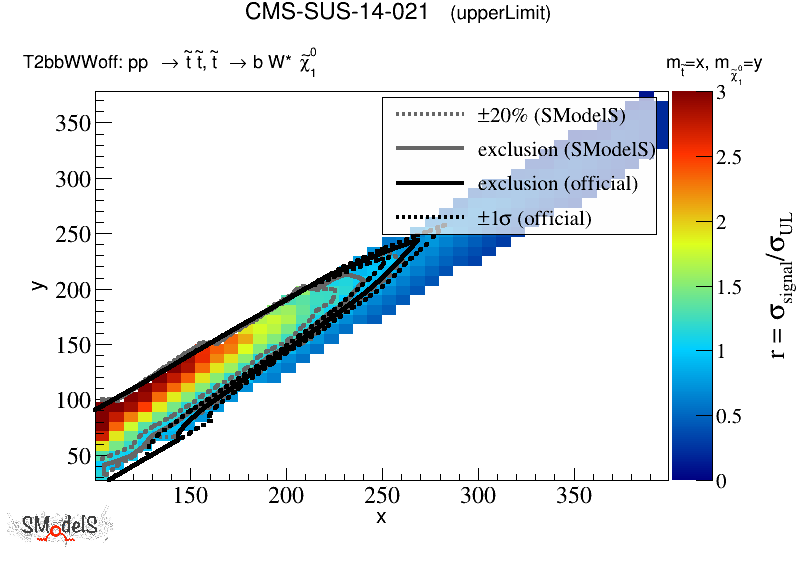 CMS-SUS-14-021 (upperLimit)
T2bbWWoff: pp → t̃ t̃, t̃ → b W* χ̃₁⁰
m_t̃=x, m_χ̃₁⁰=y
±20% (SModelS)
exclusion (SModelS)
exclusion (official)
±1σ (official)
350
300
250
200
150
100
50
y
150
200
250
300
350
x
3
2.5
2
1.5
1
0.5
0
r = σ_signal/σ_UL
SModelS